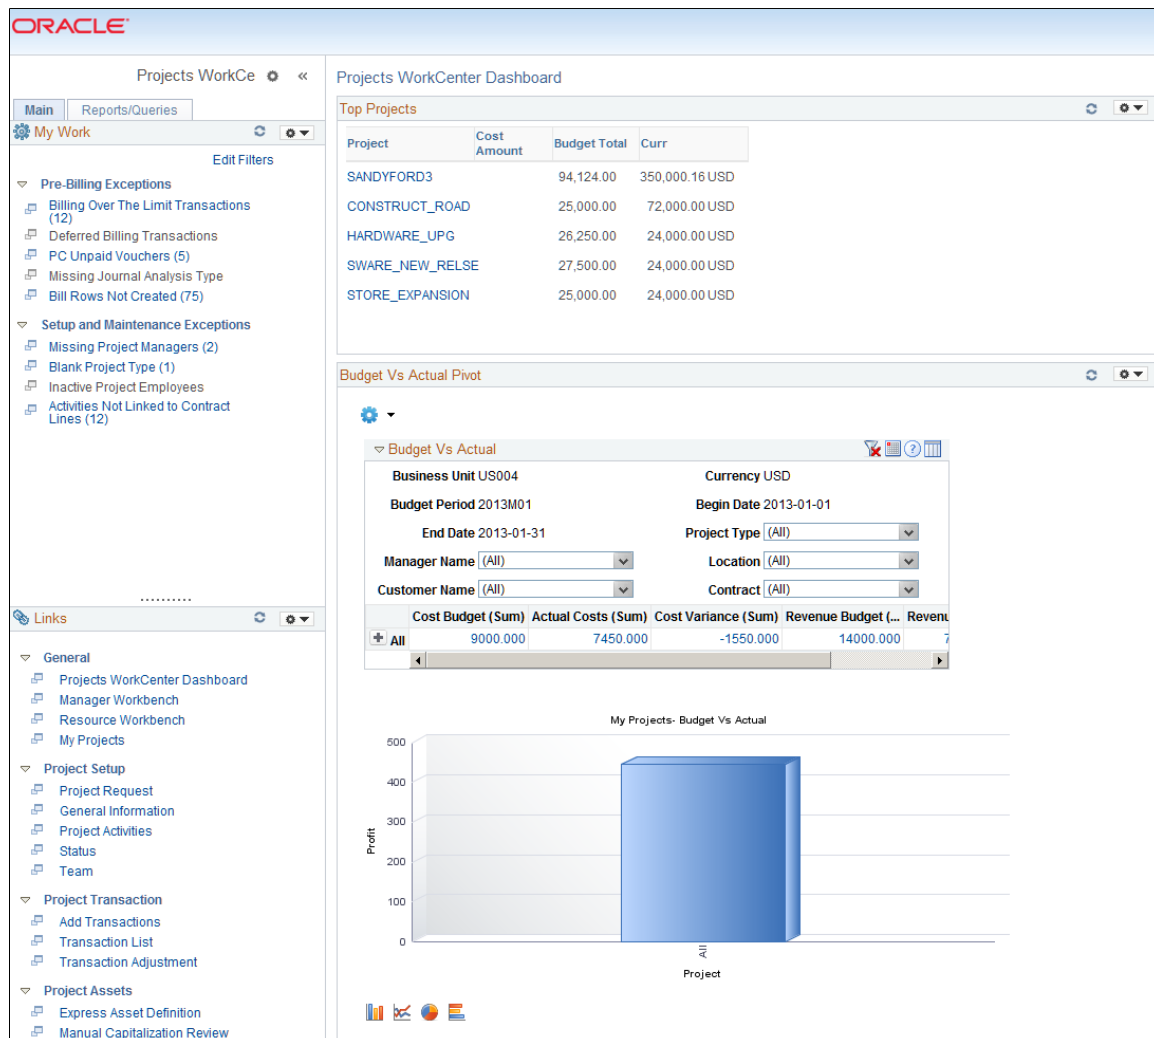 ORACLE
Projects WorkCe «
Main Reports/Queries
My Work
Edit Filters
Pre-Billing Exceptions
Billing Over The Limit Transactions
(12)
Deferred Billing Transactions
PC Unpaid Vouchers (5)
Missing Journal Analysis Type
Bill Rows Not Created (75)
Setup and Maintenance Exceptions
Missing Project Managers (2)
Blank Project Type (1)
Inactive Project Employees
Activities Not Linked to Contract
Lines (12)
Links
General
Projects WorkCenter Dashboard
Manager Workbench
Resource Workbench
My Projects
Project Setup
Project Request
General Information
Project Activities
Status
Team
Project Transaction
Add Transactions
Transaction List
Transaction Adjustment
Project Assets
Express Asset Definition
Manual Capitalization Review
Projects WorkCenter Dashboard
Top Projects
Project Cost Amount Budget Total Curr
SANDYFORD3 94,124.00 350,000.16 USD
CONSTRUCT_ROAD 25,000.00 72,000.00 USD
HARDWARE_UPG 26,250.00 24,000.00 USD
SWARE_NEW_RELSE 27,500.00 24,000.00 USD
STORE_EXPANSION 25,000.00 24,000.00 USD
Budget Vs Actual Pivot
Budget Vs Actual
Business Unit US004 Currency USD
Budget Period 2013M01 Begin Date 2013-01-01
End Date 2013-01-31 Project Type (All)
Manager Name (All) Location (All)
Customer Name (All) Contract (All)
Cost Budget (Sum) Actual Costs (Sum) Cost Variance (Sum) Revenue Budget (... Revenu
All 9000.000 7450.000 -1550.000 14000.000 7
My Projects- Budget Vs Actual
500
400
300
200
100
0
Profit
All
Project